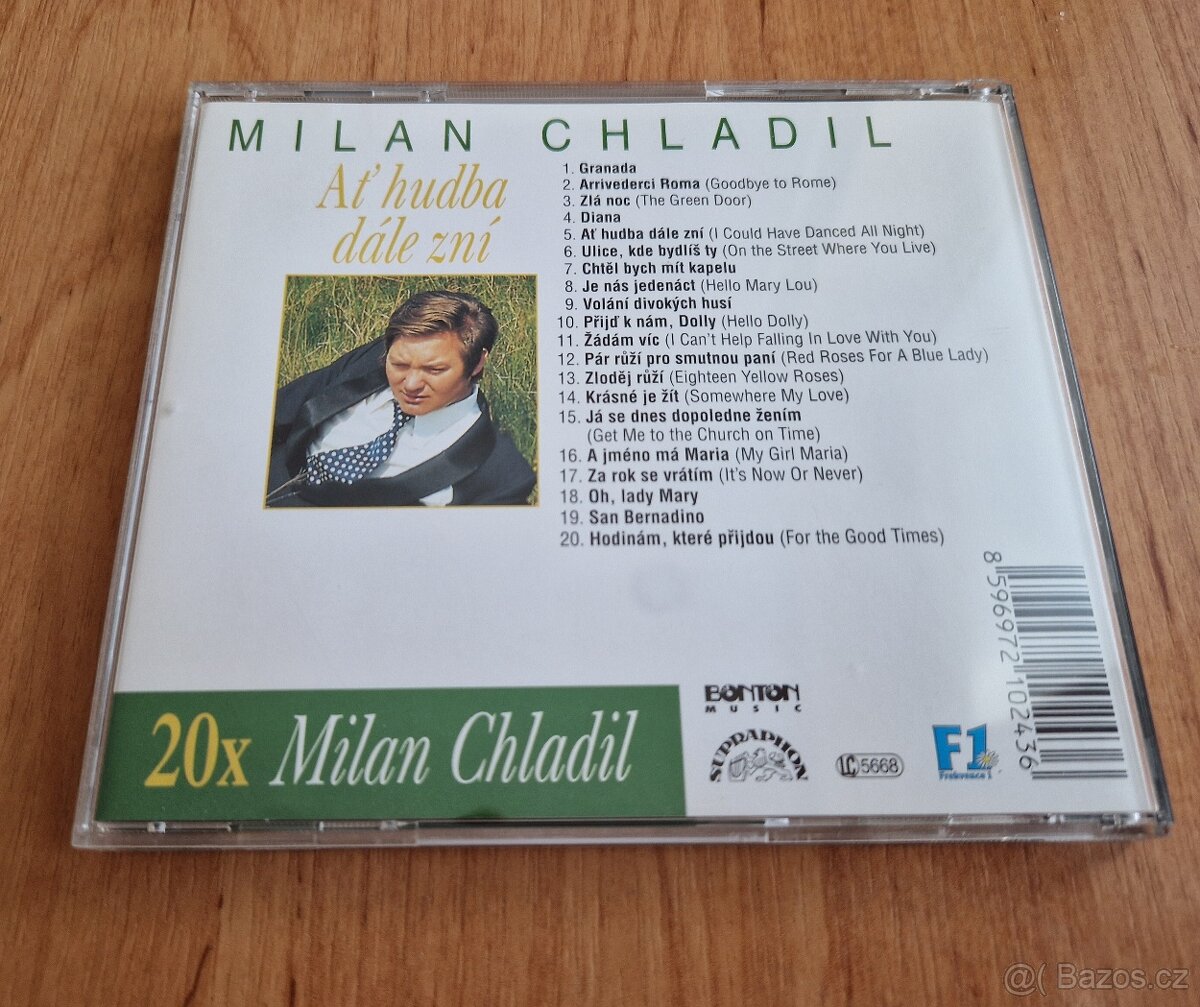 MILAN CHLADIL
Ať hudba
dále zní
1. Granada
2. Arrivederci Roma (Goodbye to Rome)
3. Zlá noc (The Green Door)
4. Diana
5. Ať hudba dále zní (I Could Have Danced All Night)
6. Ulice, kde bydlíš ty (On the Street Where You Live)
7. Chtěl bych mít kapelu
8. Je nás jedenáct (Hello Mary Lou)
9. Volání divokých husí
10. Přijď k nám, Dolly (Hello Dolly)
11. Žádám víc (I Can't Help Falling In Love With You)
12. Pár růží pro smutnou paní (Red Roses For A Blue Lady)
13. Zloděj růží (Eighteen Yellow Roses)
14. Krásné je žít (Somewhere My Love)
15. Já se dnes dopoledne žením
(Get Me to the Church on Time)
16. A jméno má Maria (My Girl Maria)
17. Za rok se vrátím (It's Now Or Never)
18. Oh, lady Mary
19. San Bernadino
20. Hodinám, které přijdou (For the Good Times)
8 596972 102436
20x Milan Chladil
BONTON
MUSIC
SUPRAPHON
LC 5668
F1
Frekvence 1
@( Bazos.cz